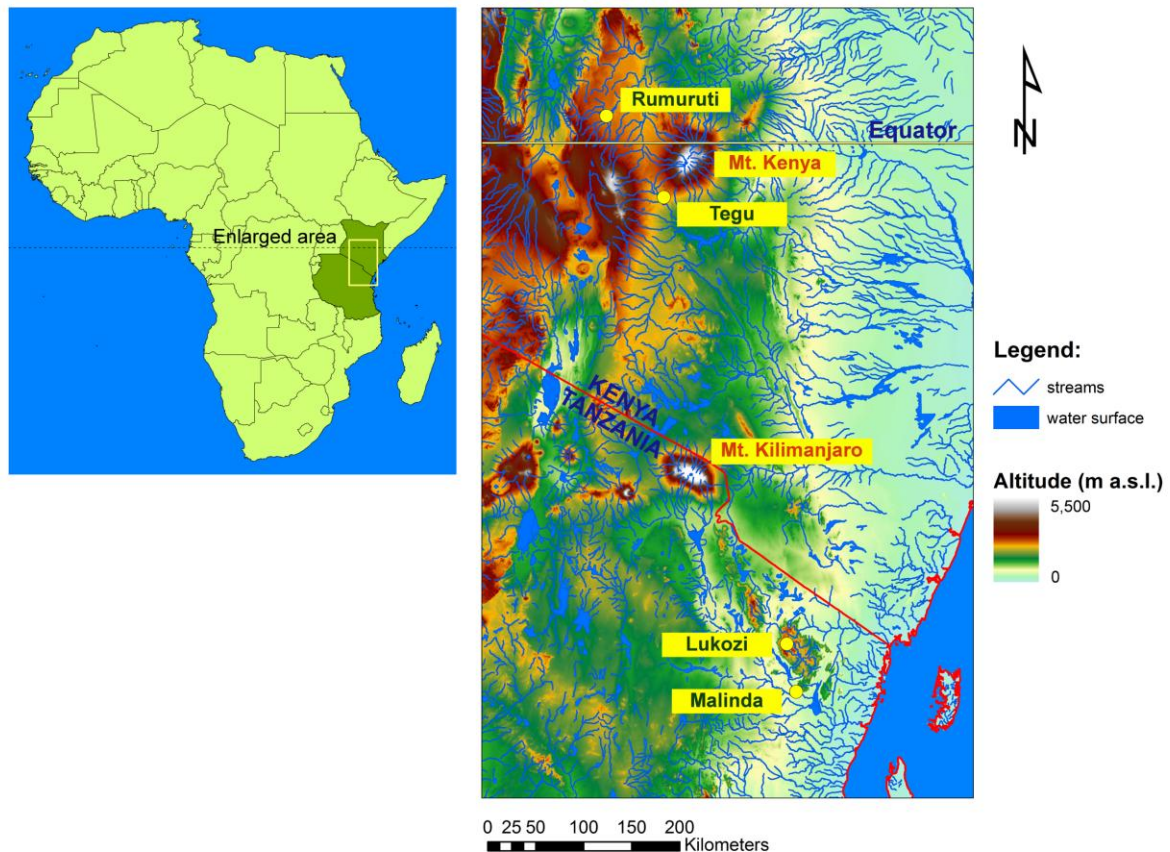 Enlarged area
Rumuruti
Equator
Mt. Kenya
Tegu
KENYA
TANZANIA
Mt. Kilimanjaro
Lukozi
Malinda
N
Legend:
streams
water surface
Altitude (m a.s.l.)
5,500
0
0 25 50 100 150 200
Kilometers